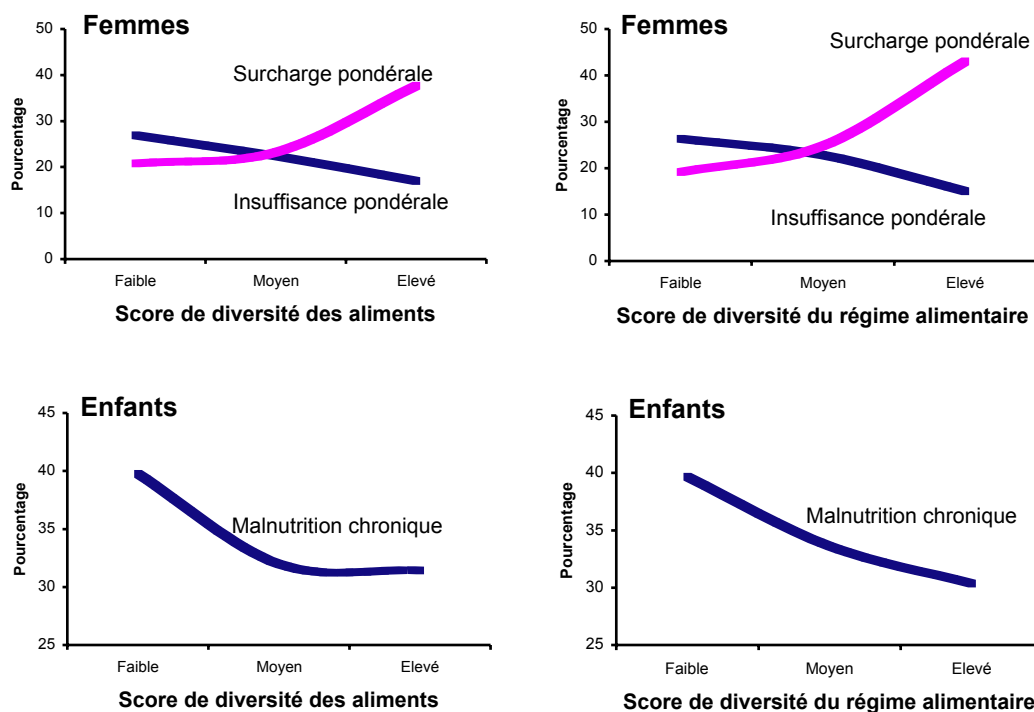 Femmes
Surcharge pondérale
Insuffisance pondérale
Pourcentage
50
40
30
20
10
0
Faible
Moyen
Elevé
Score de diversité des aliments
Femmes
Surcharge pondérale
Insuffisance pondérale
Pourcentage
50
40
30
20
10
0
Faible
Moyen
Elevé
Score de diversité du régime alimentaire
Enfants
Malnutrition chronique
Pourcentage
45
40
35
30
25
Faible
Moyen
Elevé
Score de diversité des aliments
Enfants
Malnutrition chronique
Pourcentage
45
40
35
30
25
Faible
Moyen
Elevé
Score de diversité du régime alimentaire